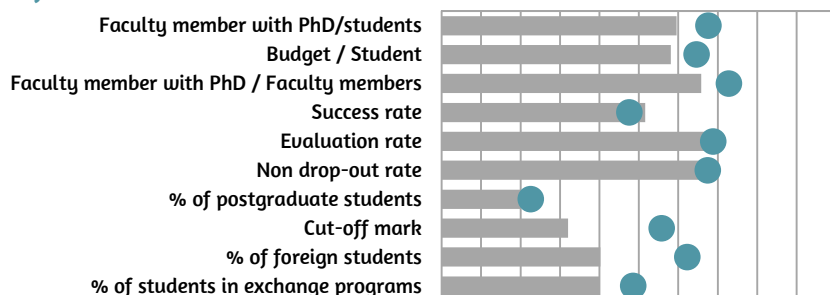 Faculty member with PhD/students
Budget / Student
Faculty member with PhD / Faculty members
Success rate
Evaluation rate
Non drop-out rate
% of postgraduate students
Cut-off mark
% of foreign students
% of students in exchange programs